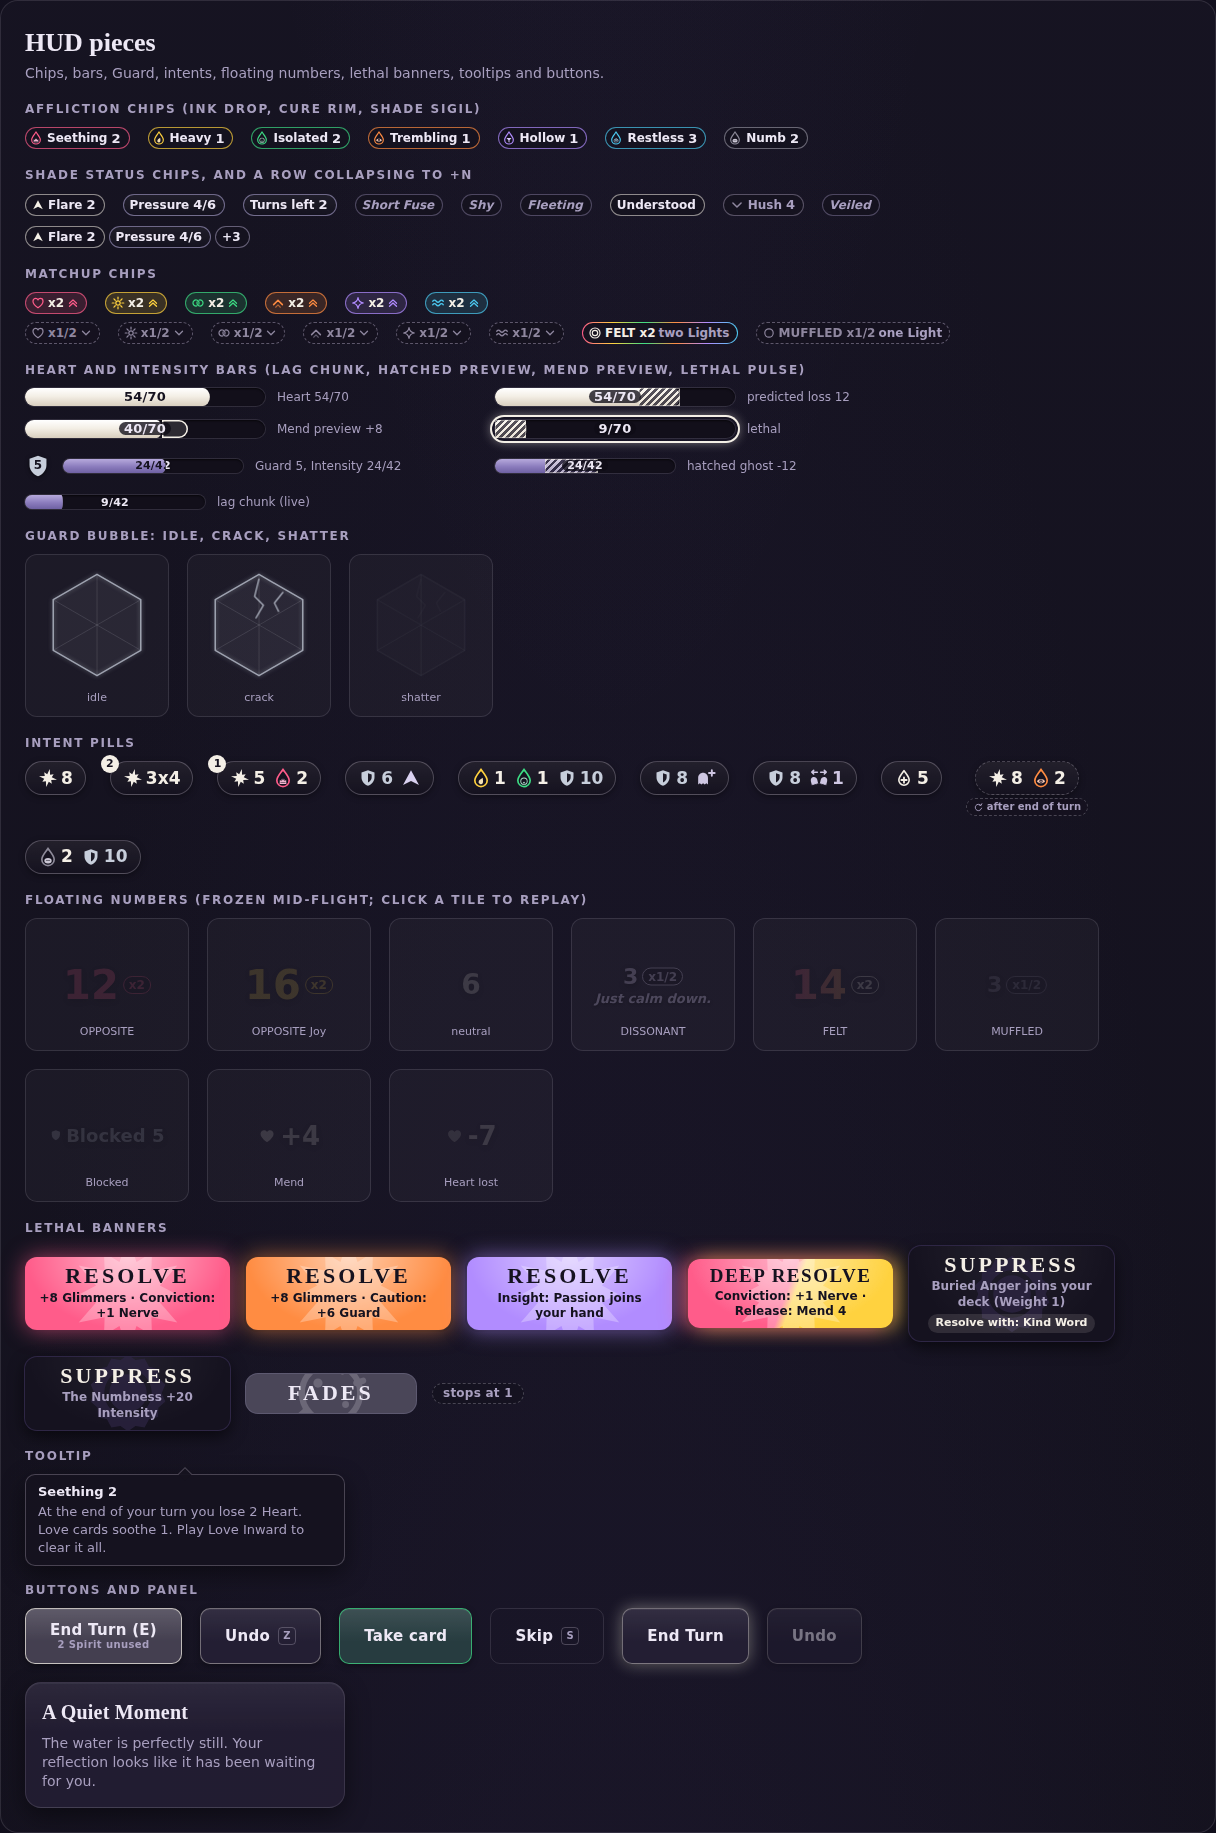 HUD pieces
Chips, bars, Guard, intents, floating numbers, lethal banners, tooltips and buttons.
AFFLICTION CHIPS (INK DROP, CURE RIM, SHADE SIGIL)
Seething 2 Heavy 1 Isolated 2 Trembling 1 Hollow 1 Restless 3 Numb 2
SHADE STATUS CHIPS, AND A ROW COLLAPSING TO +N
Flare 2 Pressure 4/6 Turns left 2 Short Fuse Shy Fleeting Understood Hush 4 Veiled
Flare 2 Pressure 4/6 +3
MATCHUP CHIPS
x2 x2 x2 x2 x2 x2
x1/2 x1/2 x1/2 x1/2 x1/2 x1/2 FELT x2 two Lights MUFFLED x1/2 one Light
HEART AND INTENSITY BARS (LAG CHUNK, HATCHED PREVIEW, MEND PREVIEW, LETHAL PULSE)
54/70 Heart 54/70 54/70 predicted loss 12
40/70 Mend preview +8 9/70 lethal
5 24/42 Guard 5, Intensity 24/42 24/42 hatched ghost -12
9/42 lag chunk (live)
GUARD BUBBLE: IDLE, CRACK, SHATTER
idle crack shatter
INTENT PILLS
8 2 3x4 1 5 2 6 1 1 10 8 8 1 5 8 2
after end of turn
2 10
FLOATING NUMBERS (FROZEN MID-FLIGHT; CLICK A TILE TO REPLAY)
12 x2 16 x2 6 3 x1/2 14 x2 3 x1/2
Just calm down.
OPPOSITE OPPOSITE Joy neutral DISSONANT FELT MUFFLED
Blocked 5 +4 -7
Blocked Mend Heart lost
LETHAL BANNERS
RESOLVE
+8 Glimmers · Conviction:
+1 Nerve
RESOLVE
+8 Glimmers · Caution:
+6 Guard
RESOLVE
Insight: Passion joins
your hand
DEEP RESOLVE
Conviction: +1 Nerve ·
Release: Mend 4
SUPPRESS
Buried Anger joins your
deck (Weight 1)
Resolve with: Kind Word
SUPPRESS
The Numbness +20
Intensity
FADES
stops at 1
TOOLTIP
Seething 2
At the end of your turn you lose 2 Heart.
Love cards soothe 1. Play Love Inward to
clear it all.
BUTTONS AND PANEL
End Turn (E)
2 Spirit unused
Undo Z
Take card
Skip S
End Turn
Undo
A Quiet Moment
The water is perfectly still. Your
reflection looks like it has been waiting
for you.